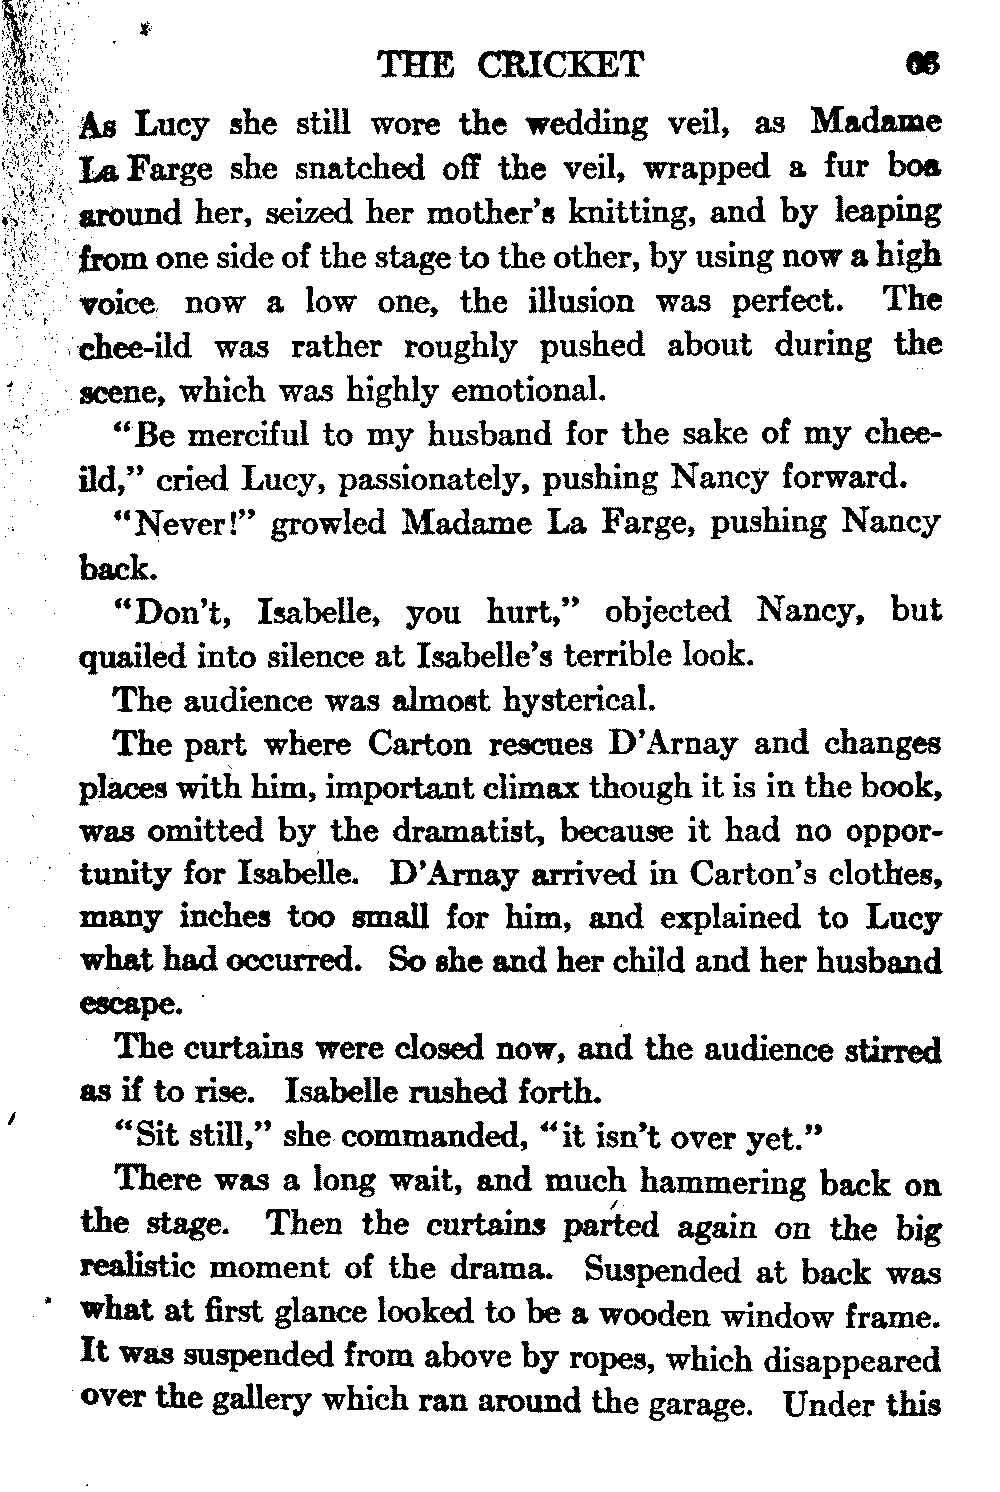 THE CRICKET 65
As Lucy she still wore the wedding veil, as Madame
La Farge she snatched off the veil, wrapped a fur boa
around her, seized her mother's knitting, and by leaping
from one side of the stage to the other, by using now a high
voice now a low one, the illusion was perfect. The
chee-ild was rather roughly pushed about during the
scene, which was highly emotional.
"Be merciful to my husband for the sake of my chee-
ild," cried Lucy, passionately, pushing Nancy forward.
"Never!" growled Madame La Farge, pushing Nancy
back.
"Don't, Isabelle, you hurt," objected Nancy, but
quailed into silence at Isabelle's terrible look.
The audience was almost hysterical.
The part where Carton rescues D'Arnay and changes
places with him, important climax though it is in the book,
was omitted by the dramatist, because it had no oppor-
tunity for Isabelle. D'Arnay arrived in Carton's clothes,
many inches too small for him, and explained to Lucy
what had occurred. So she and her child and her husband
escape.
The curtains were closed now, and the audience stirred
as if to rise. Isabelle rushed forth.
"Sit still," she commanded, "it isn't over yet."
There was a long wait, and much hammering back on
the stage. Then the curtains parted again on the big
realistic moment of the drama. Suspended at back was
what at first glance looked to be a wooden window frame.
It was suspended from above by ropes, which disappeared
over the gallery which ran around the garage. Under this